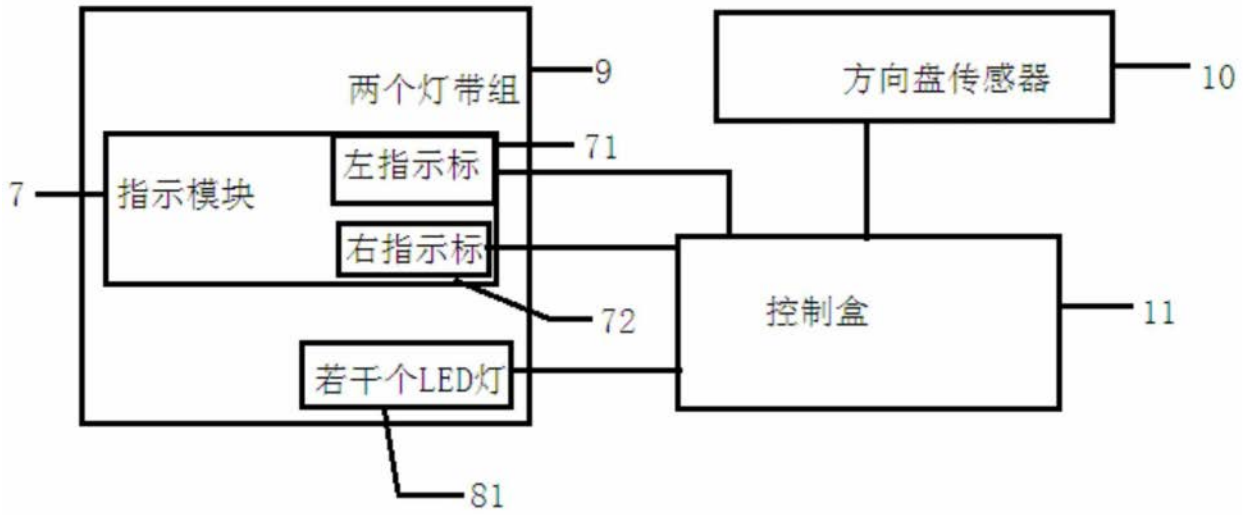 两个灯带组
9
方向盘传感器
10
左指示标
71
7
指示模块
右指示标
72
控制盒
11
若干个LED灯
81